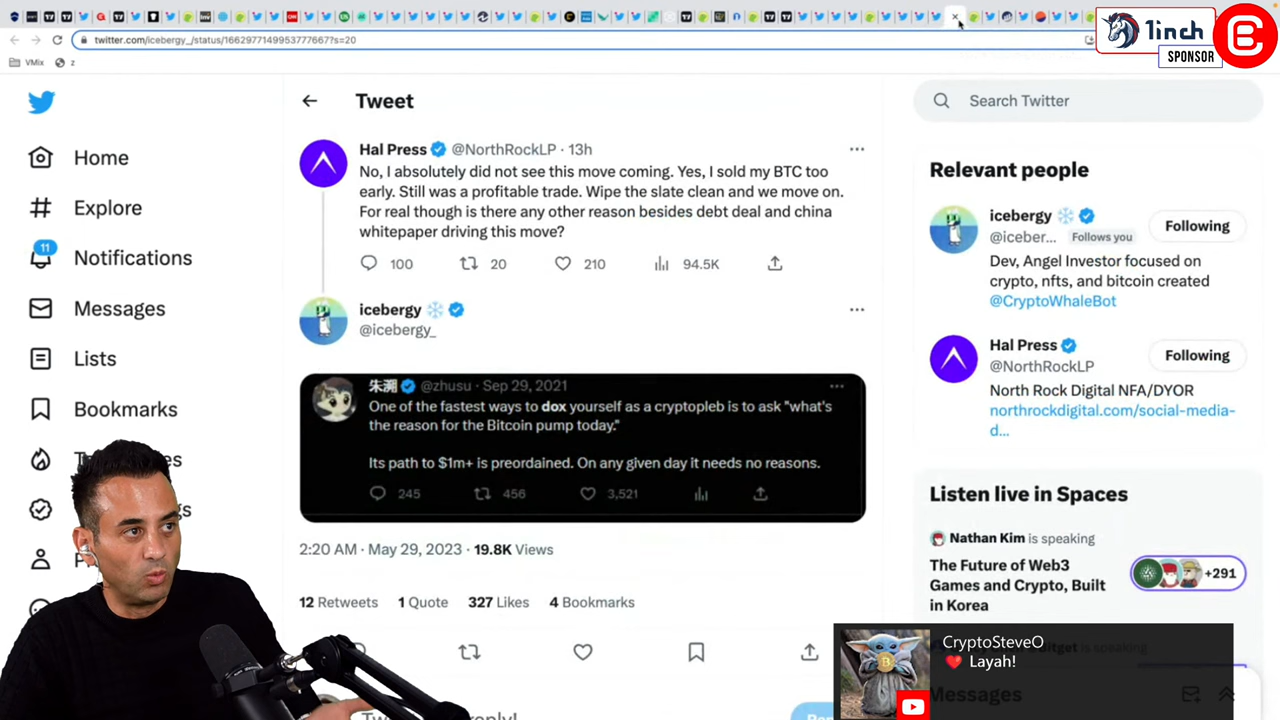 twitter.com/icebergy_/status/1662977149953777667?s=20
1inch
SPONSOR
VMix
z
Tweet
Search Twitter
Home
Explore
11
Notifications
Messages
Lists
Bookmarks
Hal Press @NorthRockLP · 13h
No, I absolutely did not see this move coming. Yes, I sold my BTC too
early. Still was a profitable trade. Wipe the slate clean and we move on.
For real though is there any other reason besides debt deal and china
whitepaper driving this move?
100 20 210 94.5K
icebergy
@icebergy_
朱溯 @zhusu · Sep 29, 2021
One of the fastest ways to dox yourself as a cryptopleb is to ask "what's
the reason for the Bitcoin pump today."
Its path to $1m+ is preordained. On any given day it needs no reasons.
245 456 3,521
2:20 AM · May 29, 2023 · 19.8K Views
12 Retweets 1 Quote 327 Likes 4 Bookmarks
Relevant people
icebergy
@iceber... Follows you
Following
Dev, Angel Investor focused on
crypto, nfts, and bitcoin created
@CryptoWhaleBot
Hal Press
@NorthRockLP
Following
North Rock Digital NFA/DYOR
northrockdigital.com/social-media-
d...
Listen live in Spaces
Nathan Kim is speaking
The Future of Web3
Games and Crypto, Built
in Korea
+291
CryptoSteveO
Layah!
is speaking
Messages